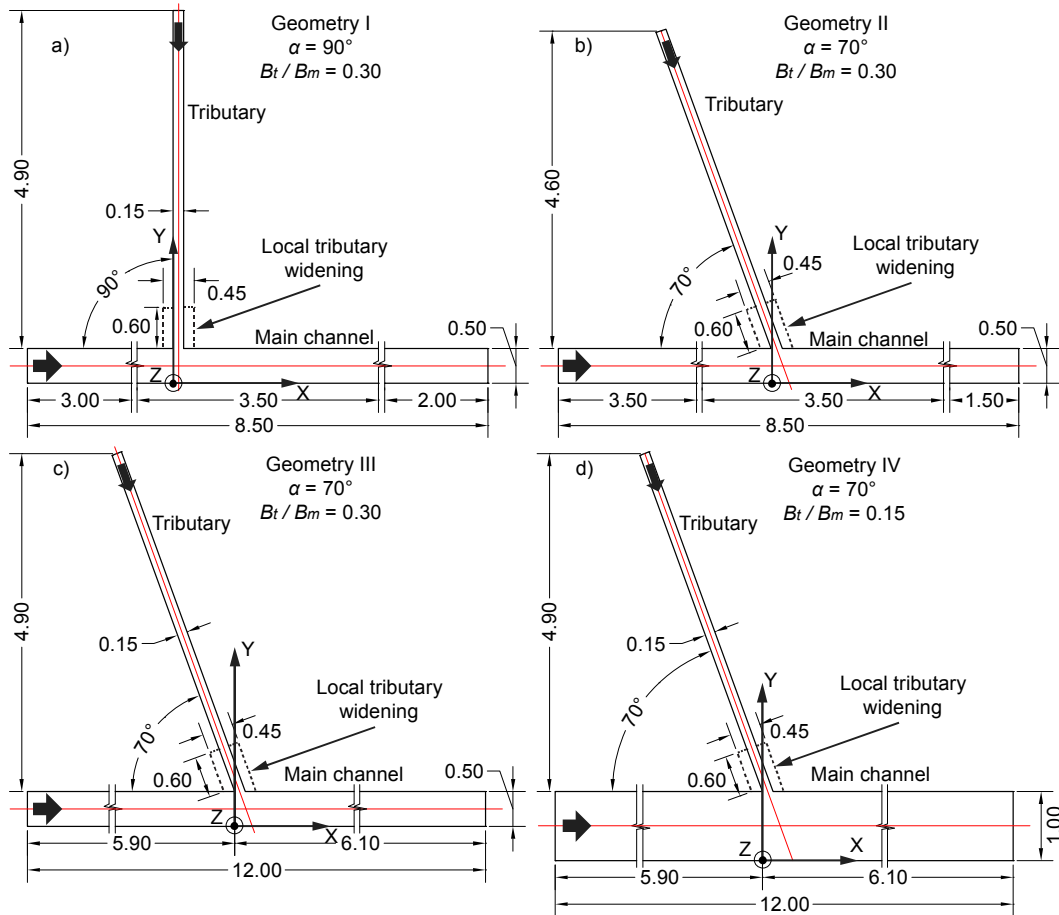 a)
Geometry I
α = 90°
Bt / Bm = 0.30
4.90
Tributary
0.15
Y
Local tributary
widening
90°
0.45
0.60
Main channel
0.50
Z
X
3.00
3.50
2.00
8.50
b)
Geometry II
α = 70°
Bt / Bm = 0.30
4.60
Tributary
Y
Local tributary
widening
70°
0.45
0.60
Main channel
0.50
Z
X
3.50
3.50
1.50
8.50
c)
Geometry III
α = 70°
Bt / Bm = 0.30
4.90
Tributary
0.15
Y
Local tributary
widening
70°
0.45
0.60
Main channel
0.50
Z
X
5.90
6.10
12.00
d)
Geometry IV
α = 70°
Bt / Bm = 0.15
4.90
Tributary
0.15
Y
Local tributary
widening
70°
0.45
0.60
Main channel
1.00
Z
X
5.90
6.10
12.00